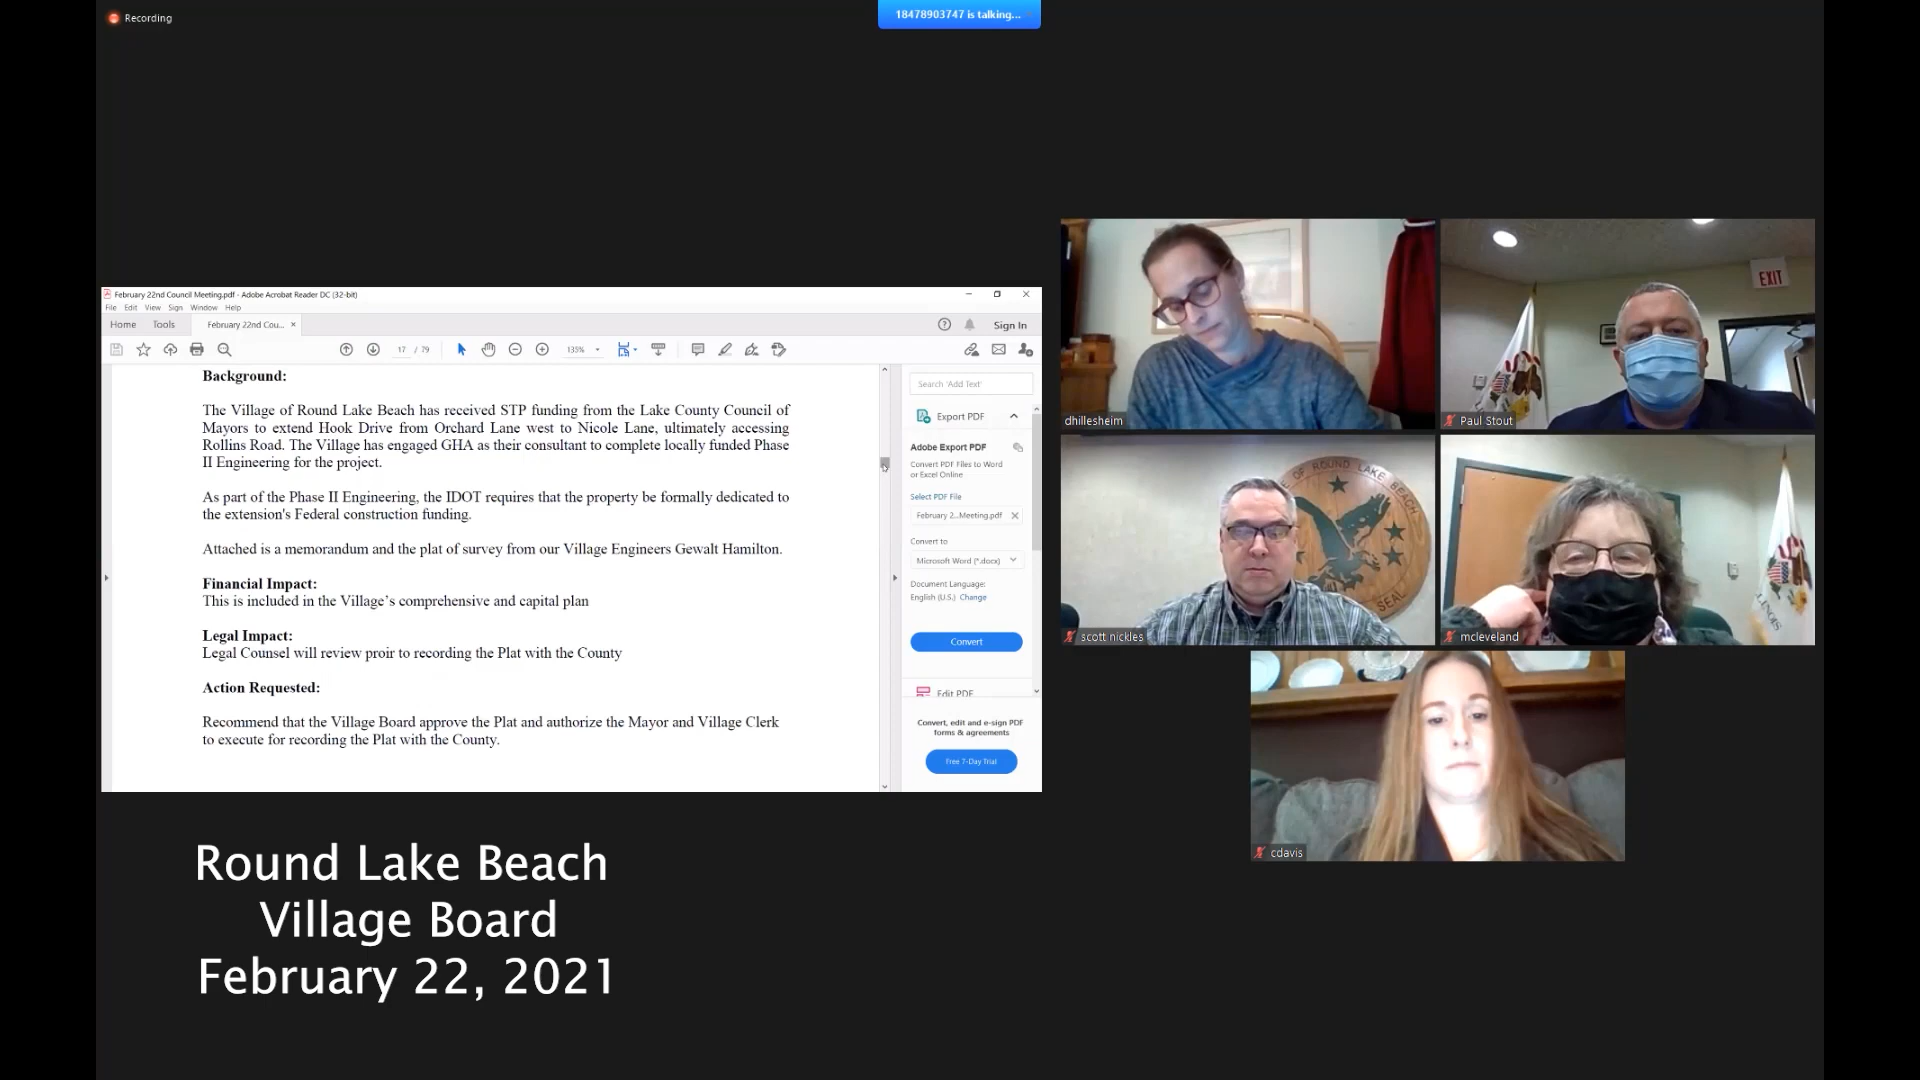 Recording
18478903747 is talking...
February 22nd Council Meeting.pdf - Adobe Acrobat Reader DC (32-bit)
File Edit View Sign Window Help
Home Tools February 22nd Cou... × Sign In
17 / 79 135%
Background:
The Village of Round Lake Beach has received STP funding from the Lake County Council of
Mayors to extend Hook Drive from Orchard Lane west to Nicole Lane, ultimately accessing
Rollins Road. The Village has engaged GHA as their consultant to complete locally funded Phase
II Engineering for the project.
As part of the Phase II Engineering, the IDOT requires that the property be formally dedicated to
the extension's Federal construction funding.
Attached is a memorandum and the plat of survey from our Village Engineers Gewalt Hamilton.
Financial Impact:
This is included in the Village's comprehensive and capital plan
Legal Impact:
Legal Counsel will review proir to recording the Plat with the County
Action Requested:
Recommend that the Village Board approve the Plat and authorize the Mayor and Village Clerk
to execute for recording the Plat with the County.
Search 'Add Text'
Export PDF
Adobe Export PDF
Convert PDF Files to Word
or Excel Online
Select PDF File
February 2...Meeting.pdf
Convert to
Microsoft Word (*.docx)
Document Language:
English (U.S.) Change
Convert
Edit PDF
Convert, edit and e-sign PDF
forms & agreements
Free 7-Day Trial
dhillesheim
EXIT
Paul Stout
E OF ROUND LAKE BEACH
SEAL
scott nickles
ILLINOIS
mcleveland
cdavis
Round Lake Beach
Village Board
February 22, 2021